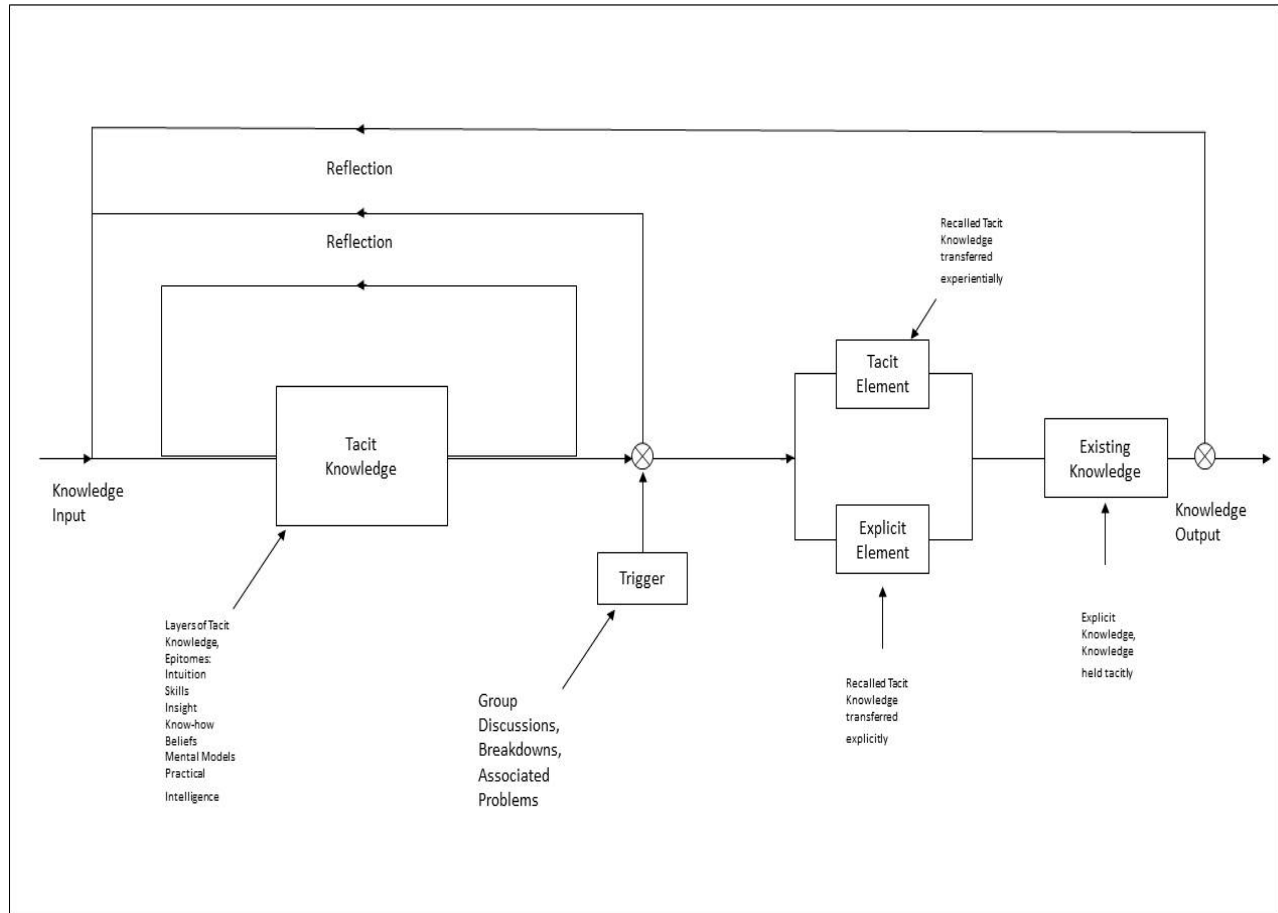 Reflection
Reflection
Recalled Tacit
Knowledge
transferred
experientially
Tacit
Element
Tacit
Knowledge
Existing
Knowledge
Knowledge
Input
Knowledge
Output
Explicit
Element
Trigger
Layers of Tacit
Knowledge,
Epitomes:
Intuition
Skills
Insight
Know-how
Beliefs
Mental Models
Practical
Intelligence
Group
Discussions,
Breakdowns,
Associated
Problems
Recalled Tacit
Knowledge
transferred
explicitly
Explicit
Knowledge,
Knowledge
held tacitly